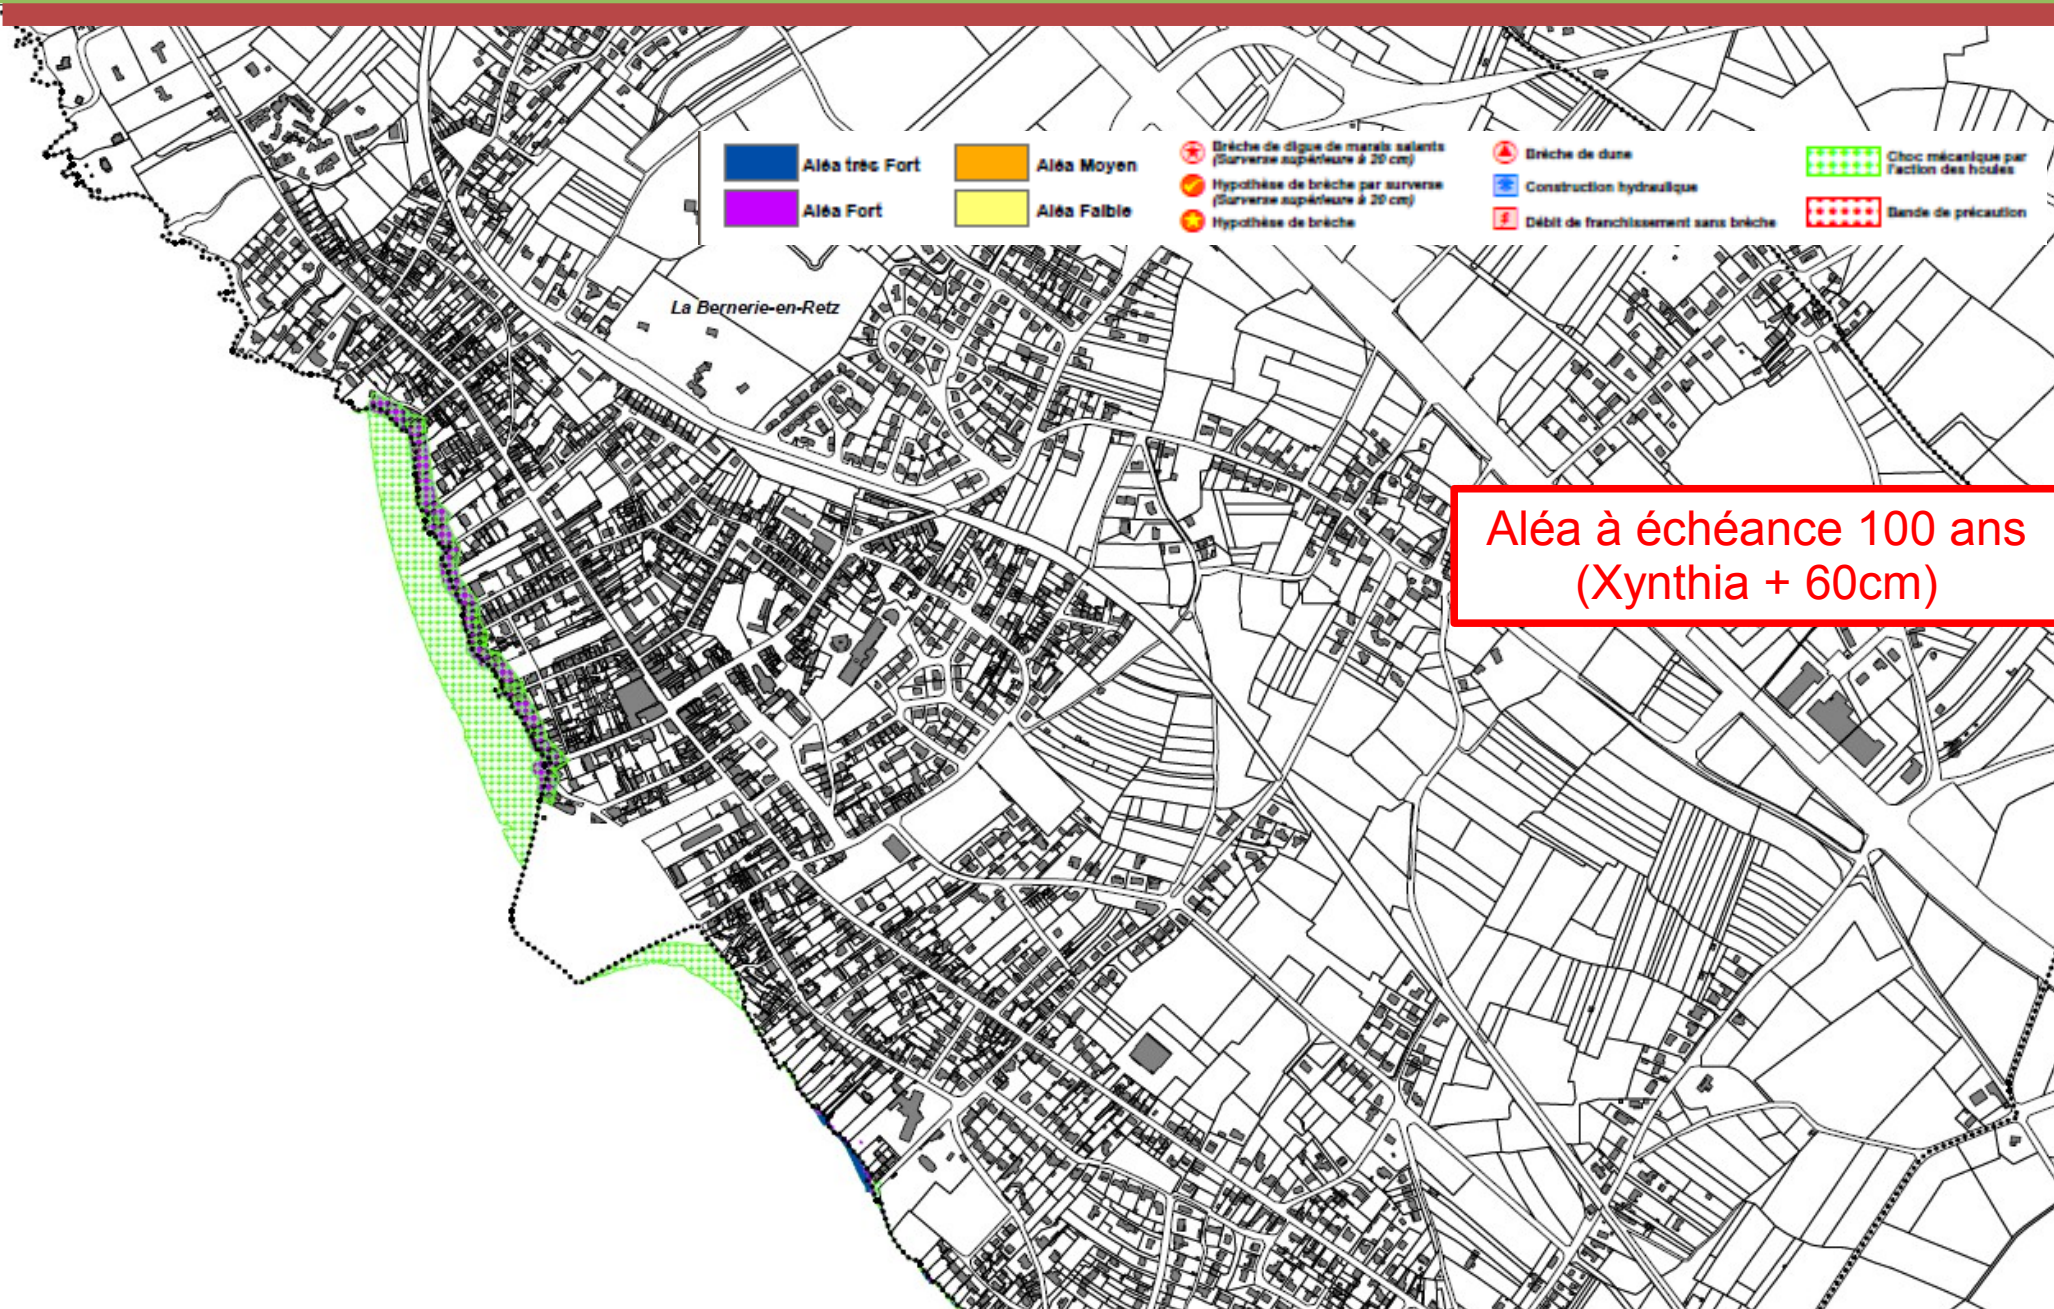 Aléa très Fort
Aléa Fort
Aléa Moyen
Aléa Faible
Brèche de digue de marais salants
(Surverse supérieure à 20 cm)
Hypothèse de brèche par surverse
(Surverse supérieure à 20 cm)
Hypothèse de brèche
Brèche de dune
Construction hydraulique
Débit de franchissement sans brèche
Choc mécanique par
l'action des houles
Bande de précaution
La Bernerie-en-Retz
Aléa à échéance 100 ans
(Xynthia + 60cm)